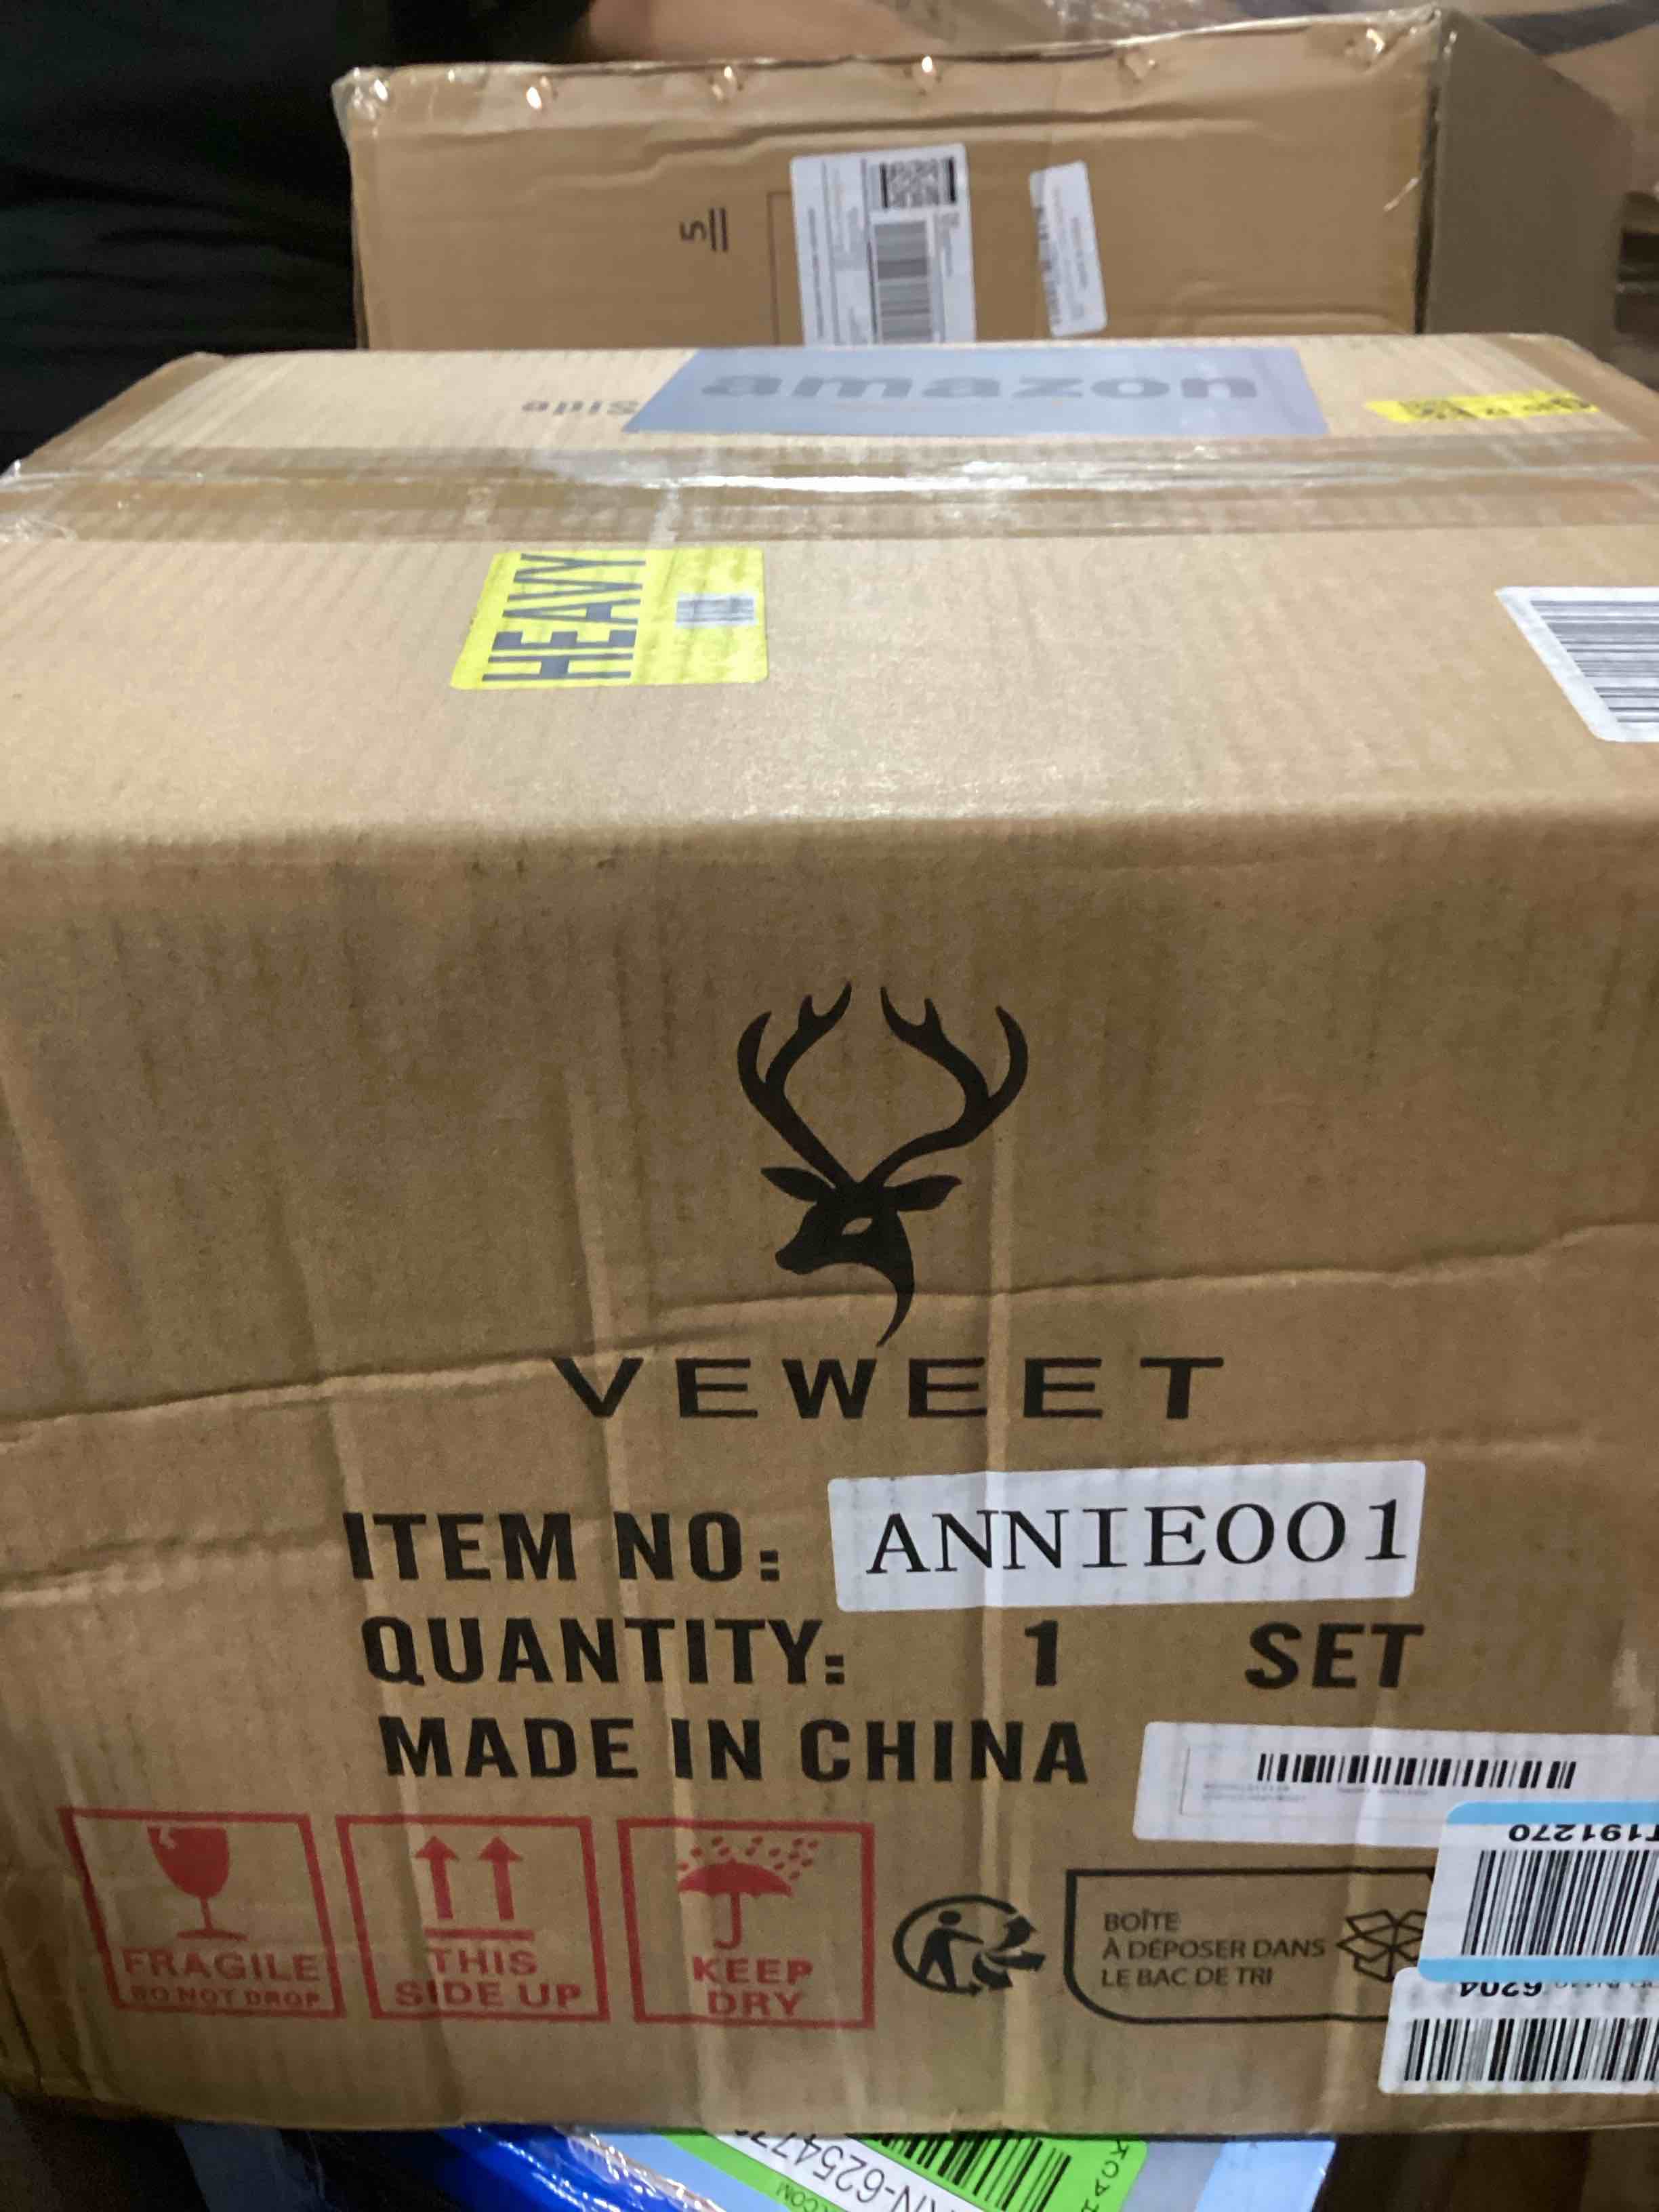 5
amazon
Side
HEAVY
VEWEET
ITEM NO: ANNIE001
QUANTITY: 1 SET
MADE IN CHINA
T191270
FRAGILE
DO NOT DROP
THIS
SIDE UP
KEEP
DRY
BOÎTE
À DÉPOSER DANS
LE BAC DE TRI
6204